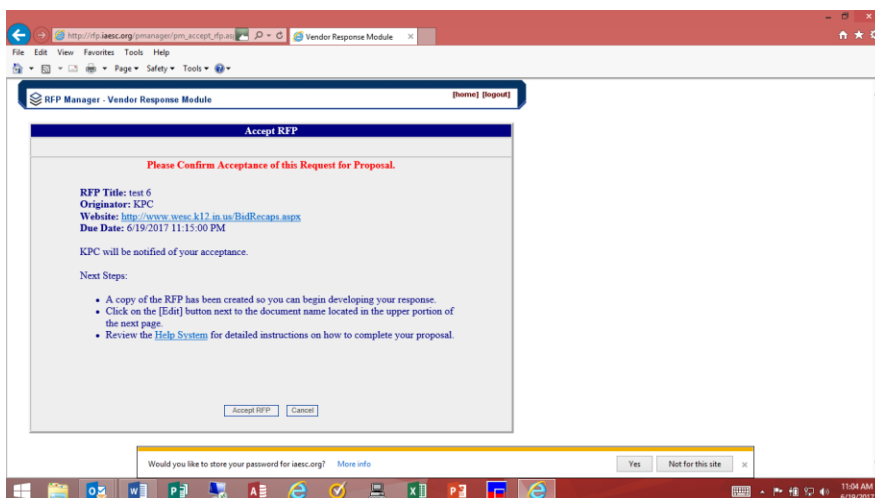 http://rfp.iaesc.org/pmanager/pm_accept_rfp.as
Vendor Response Module
File Edit View Favorites Tools Help
Page Safety Tools
RFP Manager - Vendor Response Module
[home] [logout]
Accept RFP
Please Confirm Acceptance of this Request for Proposal.
RFP Title: test 6
Originator: KPC
Website: http://www.wesc.k12.in.us/BidRecaps.aspx
Due Date: 6/19/2017 11:15:00 PM
KPC will be notified of your acceptance.
Next Steps:
• A copy of the RFP has been created so you can begin developing your response.
• Click on the [Edit] button next to the document name located in the upper portion of
the next page.
• Review the Help System for detailed instructions on how to complete your proposal.
Accept RFP Cancel
Would you like to store your password for iaesc.org? More info Yes Not for this site
11:04 AM
6/19/2017